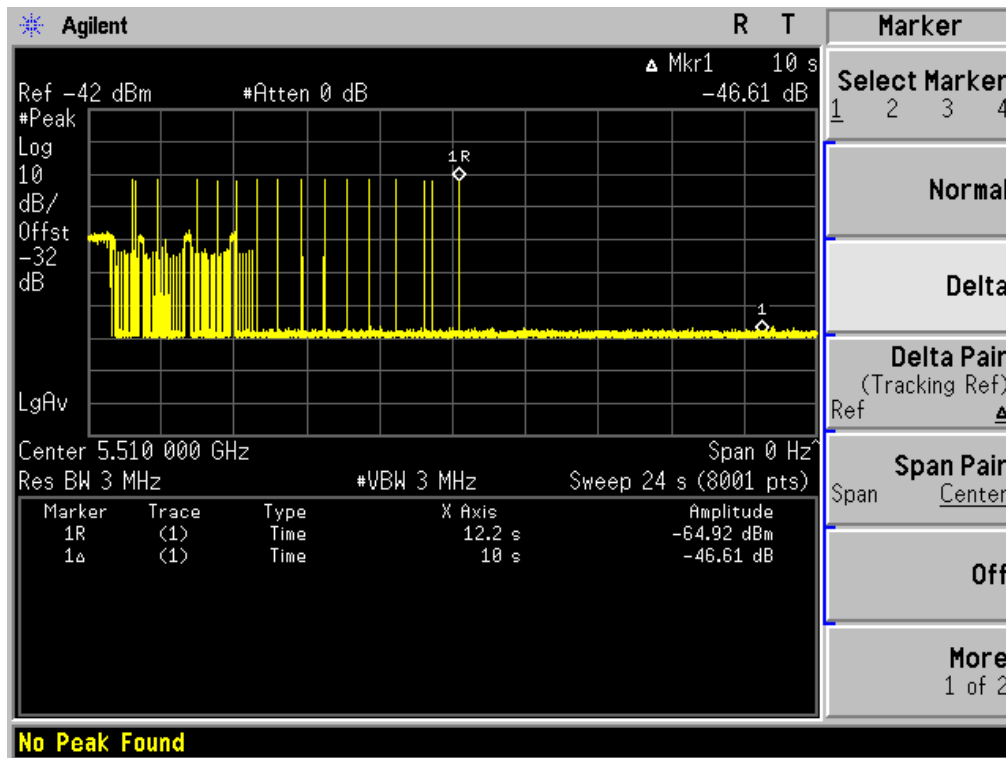 Agilent R T
Marker
Δ Mkr1 10 s
Ref -42 dBm #Atten 0 dB -46.61 dB
#Peak
Log
10
dB/
Offst
-32
dB
1R
1
LgAv
Center 5.510 000 GHz Span 0 Hz^
Res BW 3 MHz #VBW 3 MHz Sweep 24 s (8001 pts)
Marker Trace Type X Axis Amplitude
1R (1) Time 12.2 s -64.92 dBm
1Δ (1) Time 10 s -46.61 dB
Select Marker
1 2 3 4
Normal
Delta
Delta Pair
(Tracking Ref)
Ref Δ
Span Pair
Span Center
Off
More
1 of 2
No Peak Found